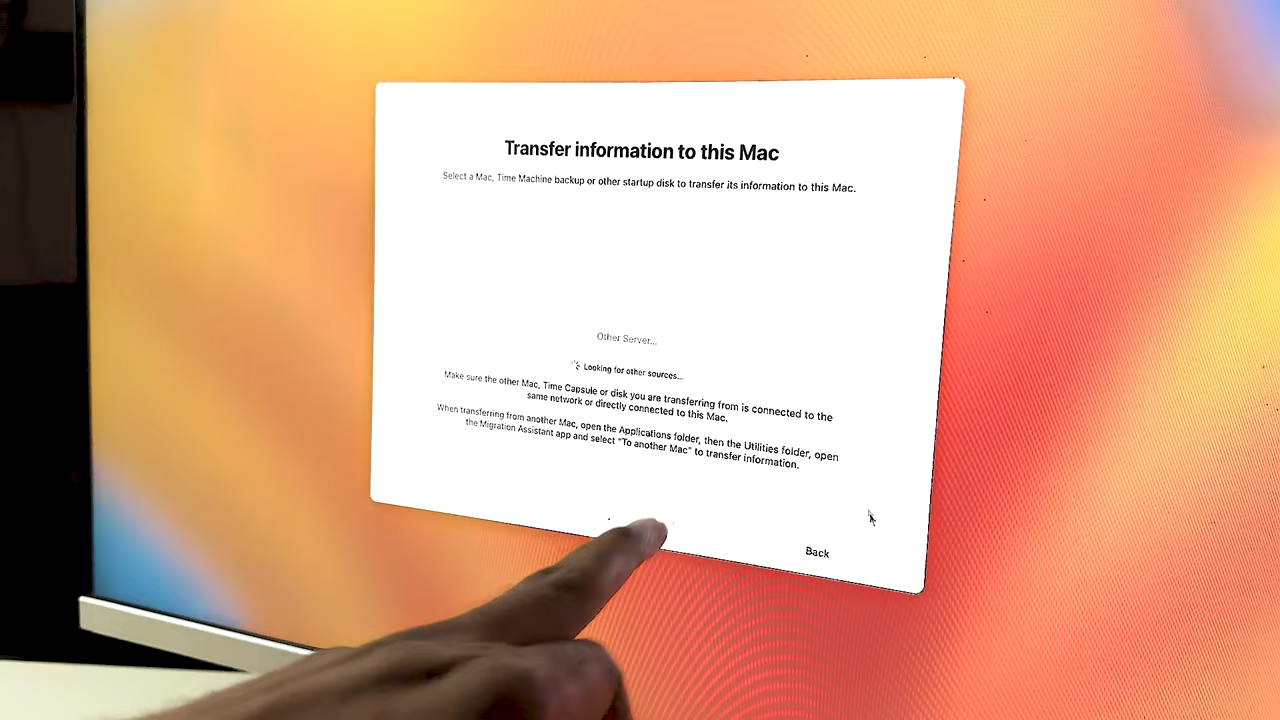 Transfer information to this Mac
Select a Mac, Time Machine backup or other startup disk to transfer its information to this Mac.
Other Server...
Looking for other sources...
Make sure the other Mac, Time Capsule or disk you are transferring from is connected to the
same network or directly connected to this Mac.
When transferring from another Mac, open the Applications folder, then the Utilities folder, open
the Migration Assistant app and select "To another Mac" to transfer information.
Back